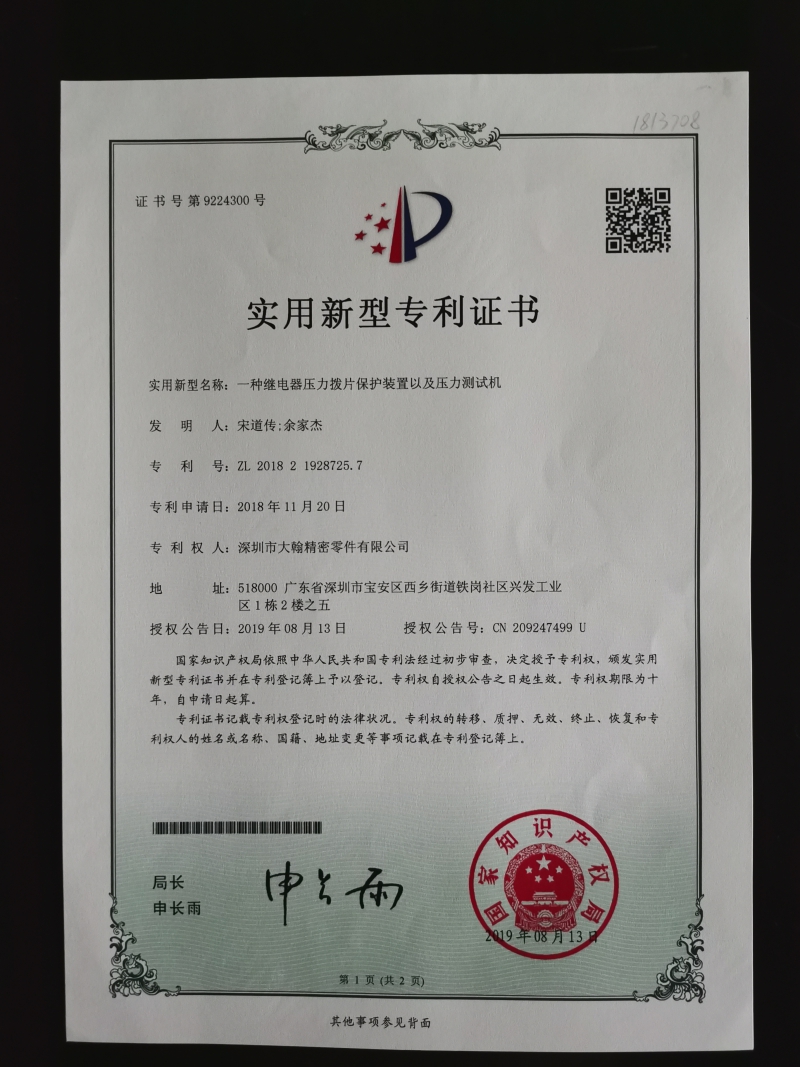 1813708
证书号第9224300号
实用新型专利证书
实用新型名称：一种继电器压力拨片保护装置以及压力测试机
发明人：宋道传;余家杰
专利号：ZL 2018 2 1928725.7
专利申请日：2018年11月20日
专利权人：深圳市大翰精密零件有限公司
地址：518000 广东省深圳市宝安区西乡街道铁岗社区兴发工业
区1栋2楼之五
授权公告日：2019年08月13日 授权公告号：CN 209247499 U
国家知识产权局依照中华人民共和国专利法经过初步审查，决定授予专利权，颁发实用
新型专利证书并在专利登记簿上予以登记。专利权自授权公告之日起生效。专利权期限为十
年，自申请日起算。
专利证书记载专利权登记时的法律状况。专利权的转移、质押、无效、终止、恢复和专
利权人的姓名或名称、国籍、地址变更等事项记载在专利登记簿上。
局长
申长雨
申长雨
国家知识产权局
2019年08月13日
第1页(共2页)
其他事项参见背面